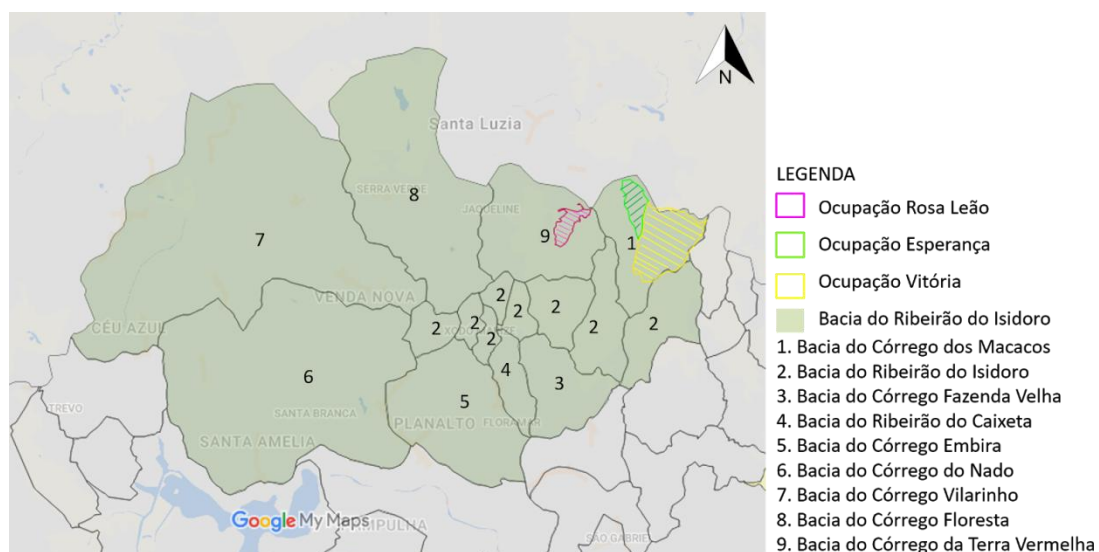 N
Santa Luzia
SERRA VERDE
8
JAQUELINE
9
1
7
2
2
2
VENDA NOVA
2
2
2
2
2
CÉU AZUL
6
4
3
5
TREVO
SANTA BRANCA
PLANALTO
FLORAMAR
SANTA AMELIA
Google My Maps
PAMPULHA
SÃO GABRIEL
LEGENDA
Ocupação Rosa Leão
Ocupação Esperança
Ocupação Vitória
Bacia do Ribeirão do Isidoro
1. Bacia do Córrego dos Macacos
2. Bacia do Ribeirão do Isidoro
3. Bacia do Córrego Fazenda Velha
4. Bacia do Ribeirão do Caixeta
5. Bacia do Córrego Embira
6. Bacia do Córrego do Nado
7. Bacia do Córrego Vilarinho
8. Bacia do Córrego Floresta
9. Bacia do Córrego da Terra Vermelha